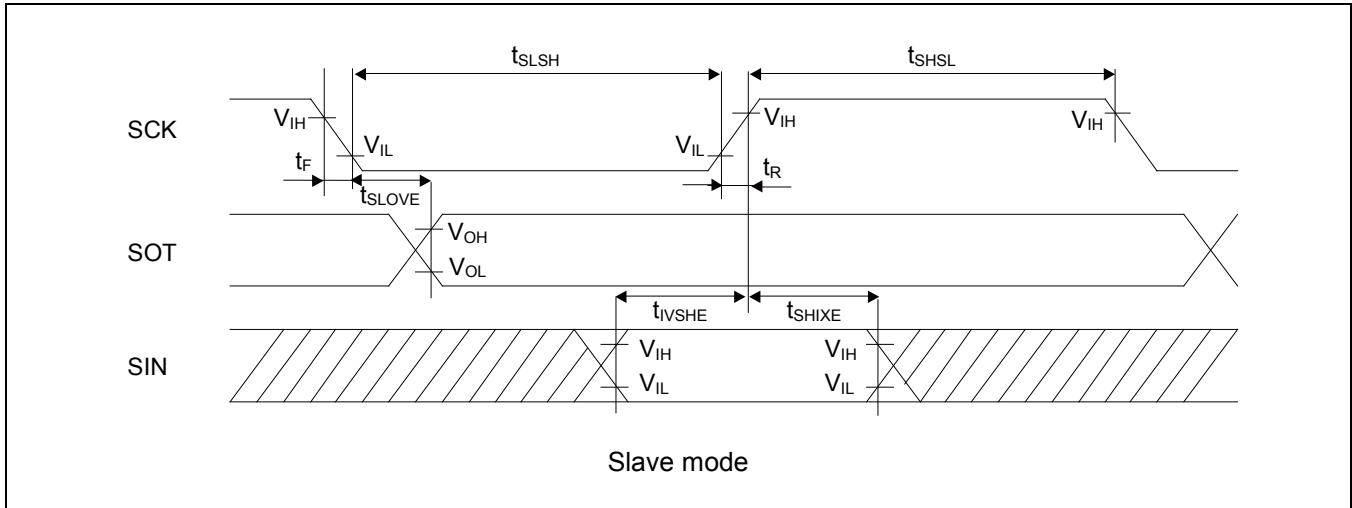 tSLSH
tSHSL
SCK
VIH
VIL
VIL
VIH
VIH
tF
tR
tSLOVE
SOT
VOH
VOL
tIVSHE
tSHIXE
SIN
VIH
VIH
VIL
VIL
Slave mode